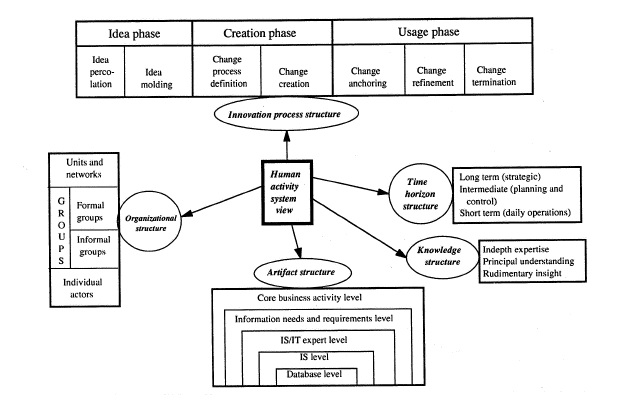 Idea phase
Creation phase
Usage phase
Idea
perco-
lation
Idea
molding
Change
process
definition
Change
creation
Change
anchoring
Change
refinement
Change
termination
Innovation process structure
Units and
networks
G
R
O
U
P
S
Formal
groups
Informal
groups
Individual
actors
Organizational
structure
Human
activity
system
view
Time
horizon
structure
Long term (strategic)
Intermediate (planning and
control)
Short term (daily operations)
Knowledge
structure
Indepth expertise
Principal understanding
Rudimentary insight
Artifact structure
Core business activity level
Information needs and requirements level
IS/IT expert level
IS level
Database level